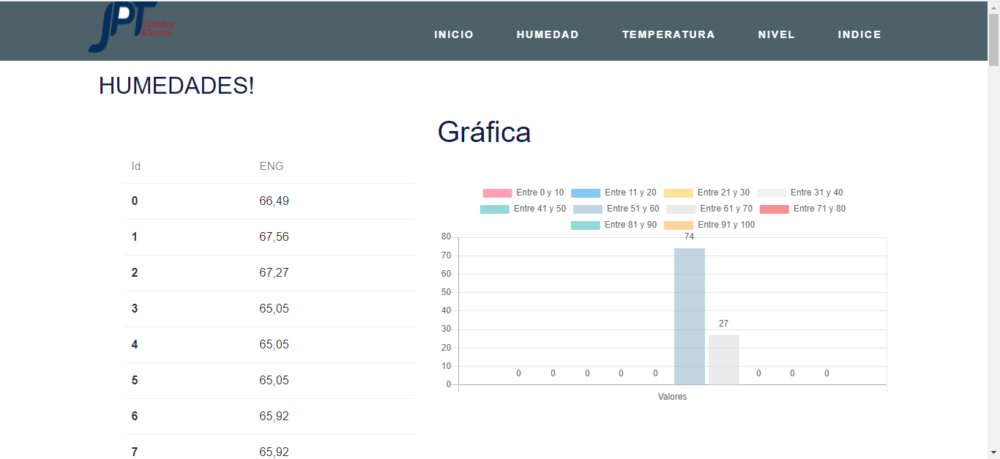 JPT
Consulting
& Services
INICIO HUMEDAD TEMPERATURA NIVEL INDICE
HUMEDADES!
Gráfica
Id ENG
0 66,49
1 67,56
2 67,27
3 65,05
4 65,05
5 65,05
6 65,92
7 65,92
Entre 0 y 10 Entre 11 y 20 Entre 21 y 30 Entre 31 y 40
Entre 41 y 50 Entre 51 y 60 Entre 61 y 70 Entre 71 y 80
Entre 81 y 90 Entre 91 y 100
80
70
60
50
40
30
20
10
0
0 0 0 0 0 74 27 0 0 0
Valores